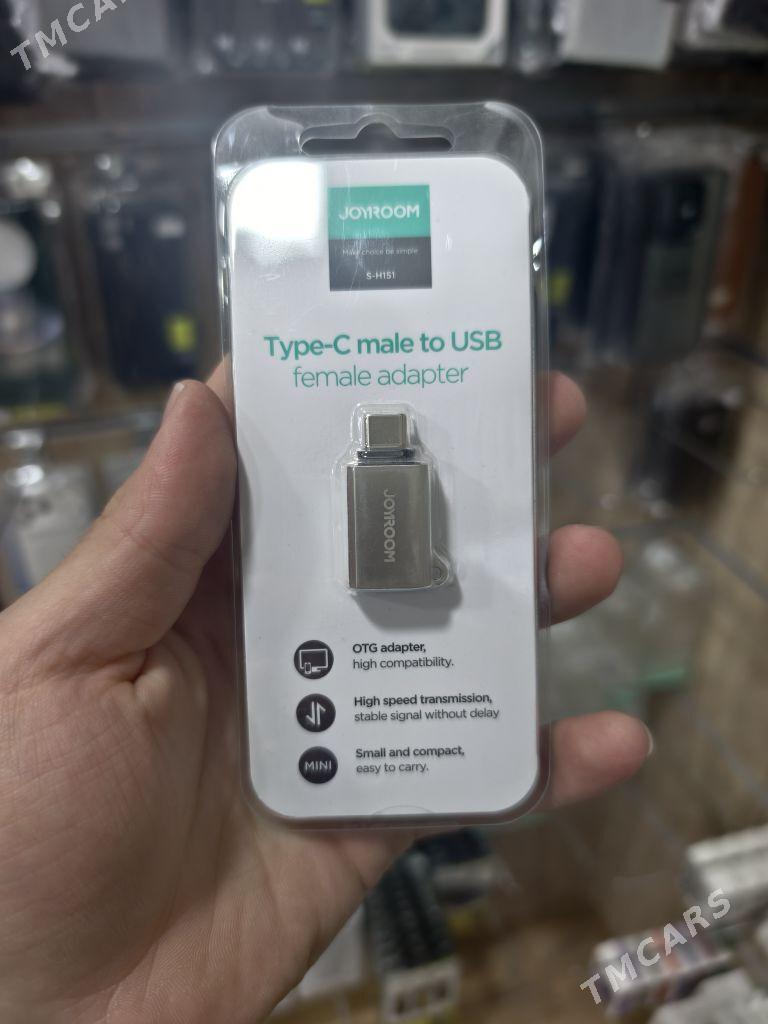 TMCARS
JOYROOM
Make choice be simple
S-H151
Type-C male to USB
female adapter
JOYROOM
OTG adapter,
high compatibility.
High speed transmission,
stable signal without delay
MINI
Small and compact,
easy to carry.
TMCARS